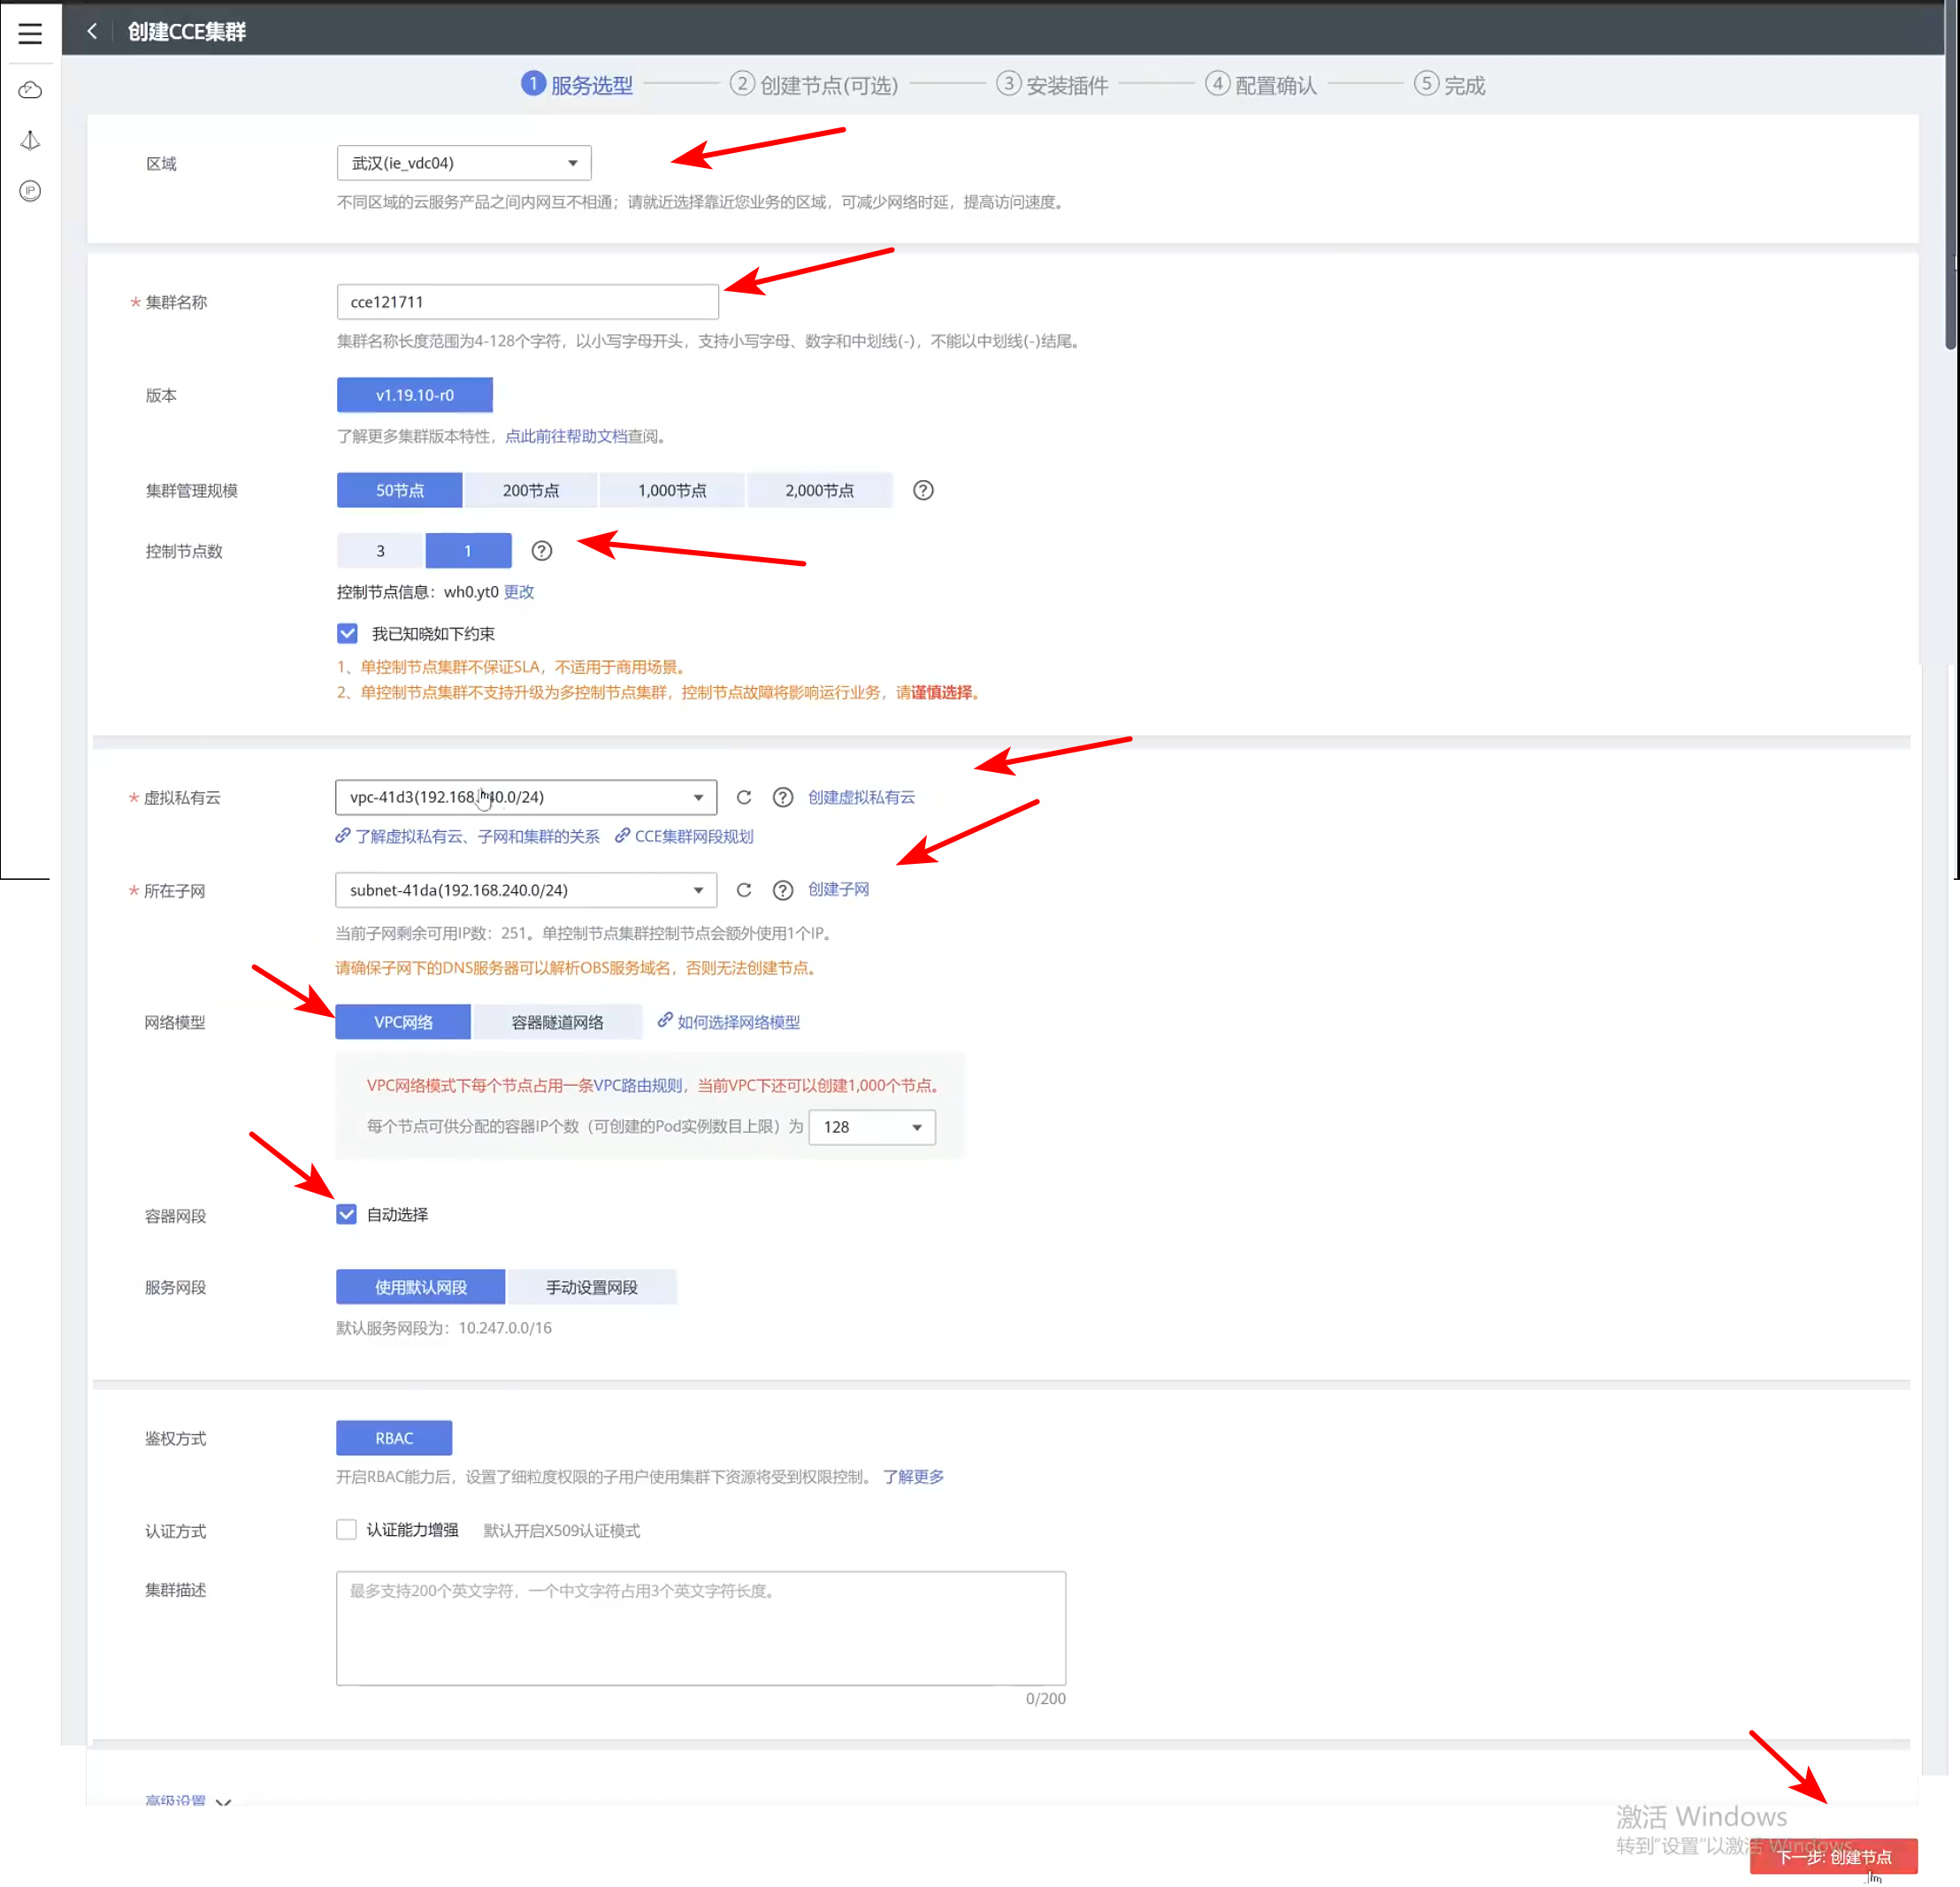 创建CCE集群
1 服务选型
2 创建节点(可选)
3 安装插件
4 配置确认
5 完成
IP
区域
武汉(ie_vdc04)
不同区域的云服务产品之间内网互不相通；请就近选择靠近您业务的区域，可减少网络时延，提高访问速度。
* 集群名称
cce121711
集群名称长度范围为4-128个字符，以小写字母开头，支持小写字母、数字和中划线(-)，不能以中划线(-)结尾。
版本
v1.19.10-r0
了解更多集群版本特性，点此前往帮助文档查阅。
集群管理规模
50节点 200节点 1,000节点 2,000节点 ?
控制节点数
3 1 ?
控制节点信息：wh0.yt0 更改
我已知晓如下约束
1、单控制节点集群不保证SLA，不适用于商用场景。
2、单控制节点集群不支持升级为多控制节点集群，控制节点故障将影响运行业务，请谨慎选择。
* 虚拟私有云
vpc-41d3(192.168. 40.0/24)
? 创建虚拟私有云
了解虚拟私有云、子网和集群的关系 CCE集群网段规划
* 所在子网
subnet-41da(192.168.240.0/24)
? 创建子网
当前子网剩余可用IP数：251。单控制节点集群控制节点会额外使用1个IP。
请确保子网下的DNS服务器可以解析OBS服务域名，否则无法创建节点。
网络模型
VPC网络 容器隧道网络 如何选择网络模型
VPC网络模式下每个节点占用一条VPC路由规则，当前VPC下还可以创建1,000个节点。
每个节点可供分配的容器IP个数（可创建的Pod实例数目上限）为 128
容器网段
自动选择
服务网段
使用默认网段 手动设置网段
默认服务网段为：10.247.0.0/16
鉴权方式
RBAC
开启RBAC能力后，设置了细粒度权限的子用户使用集群下资源将受到权限控制。 了解更多
认证方式
认证能力增强 默认开启X509认证模式
集群描述
最多支持200个英文字符，一个中文字符占用3个英文字符长度。
0/200
高级设置
激活 Windows
转到"设置"以激活 Windows。
下一步: 创建节点